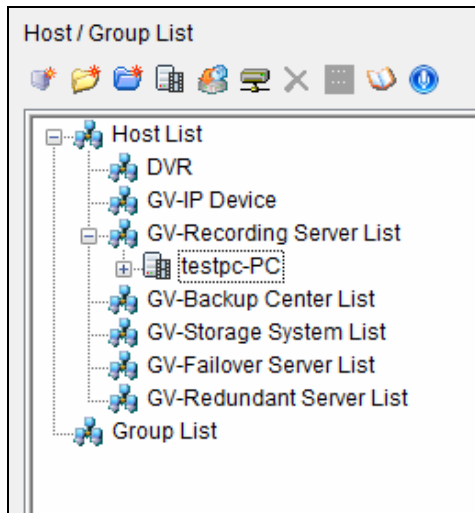 Host / Group List
Host List
DVR
GV-IP Device
GV-Recording Server List
testpc-PC
GV-Backup Center List
GV-Storage System List
GV-Failover Server List
GV-Redundant Server List
Group List